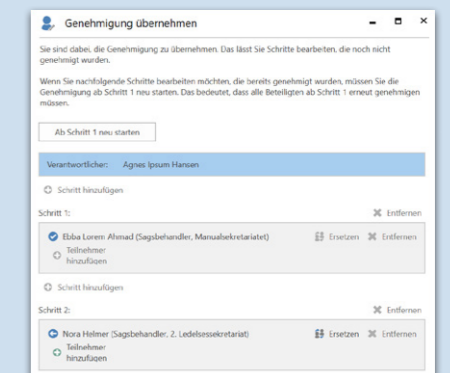 Genehmigung übernehmen
Sie sind dabei, die Genehmigung zu übernehmen. Das lässt Sie Schritte bearbeiten, die noch nicht
genehmigt wurden.
Wenn Sie nachfolgende Schritte bearbeiten möchten, die bereits genehmigt wurden, müssen Sie die
Genehmigung ab Schritt 1 neu starten. Das bedeutet, dass alle Beteiligten ab Schritt 1 erneut genehmigen
müssen.
Ab Schritt 1 neu starten
Verantwortlicher: Agnes Ipsum Hansen
Schritt hinzufügen
Schritt 1: Entfernen
Ebba Lorem Ahmad (Sagsbehandler, Manualsekretariatet) Ersetzen Entfernen
Teilnehmer
hinzufügen
Schritt hinzufügen
Schritt 2: Entfernen
Nora Helmer (Sagsbehandler, 2. Ledelsessekretariat) Ersetzen Entfernen
Teilnehmer
hinzufügen